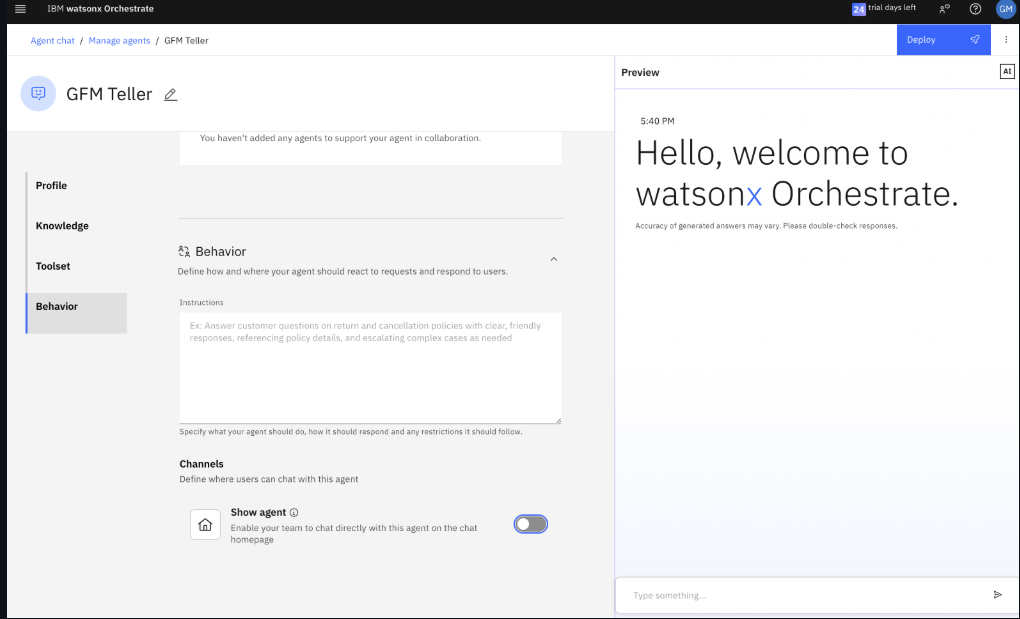 IBM watsonx Orchestrate
24 trial days left
GM
Agent chat / Manage agents / GFM Teller
Deploy
GFM Teller
You haven't added any agents to support your agent in collaboration.
Profile
Knowledge
Toolset
Behavior
Behavior
Define how and where your agent should react to requests and respond to users.
Instructions
Ex: Answer customer questions on return and cancellation policies with clear, friendly
responses, referencing policy details, and escalating complex cases as needed
Specify what your agent should do, how it should respond and any restrictions it should follow.
Channels
Define where users can chat with this agent
Show agent
Enable your team to chat directly with this agent on the chat
homepage
Preview
AI
5:40 PM
Hello, welcome to
watsonx Orchestrate.
Accuracy of generated answers may vary. Please double-check responses.
Type something...